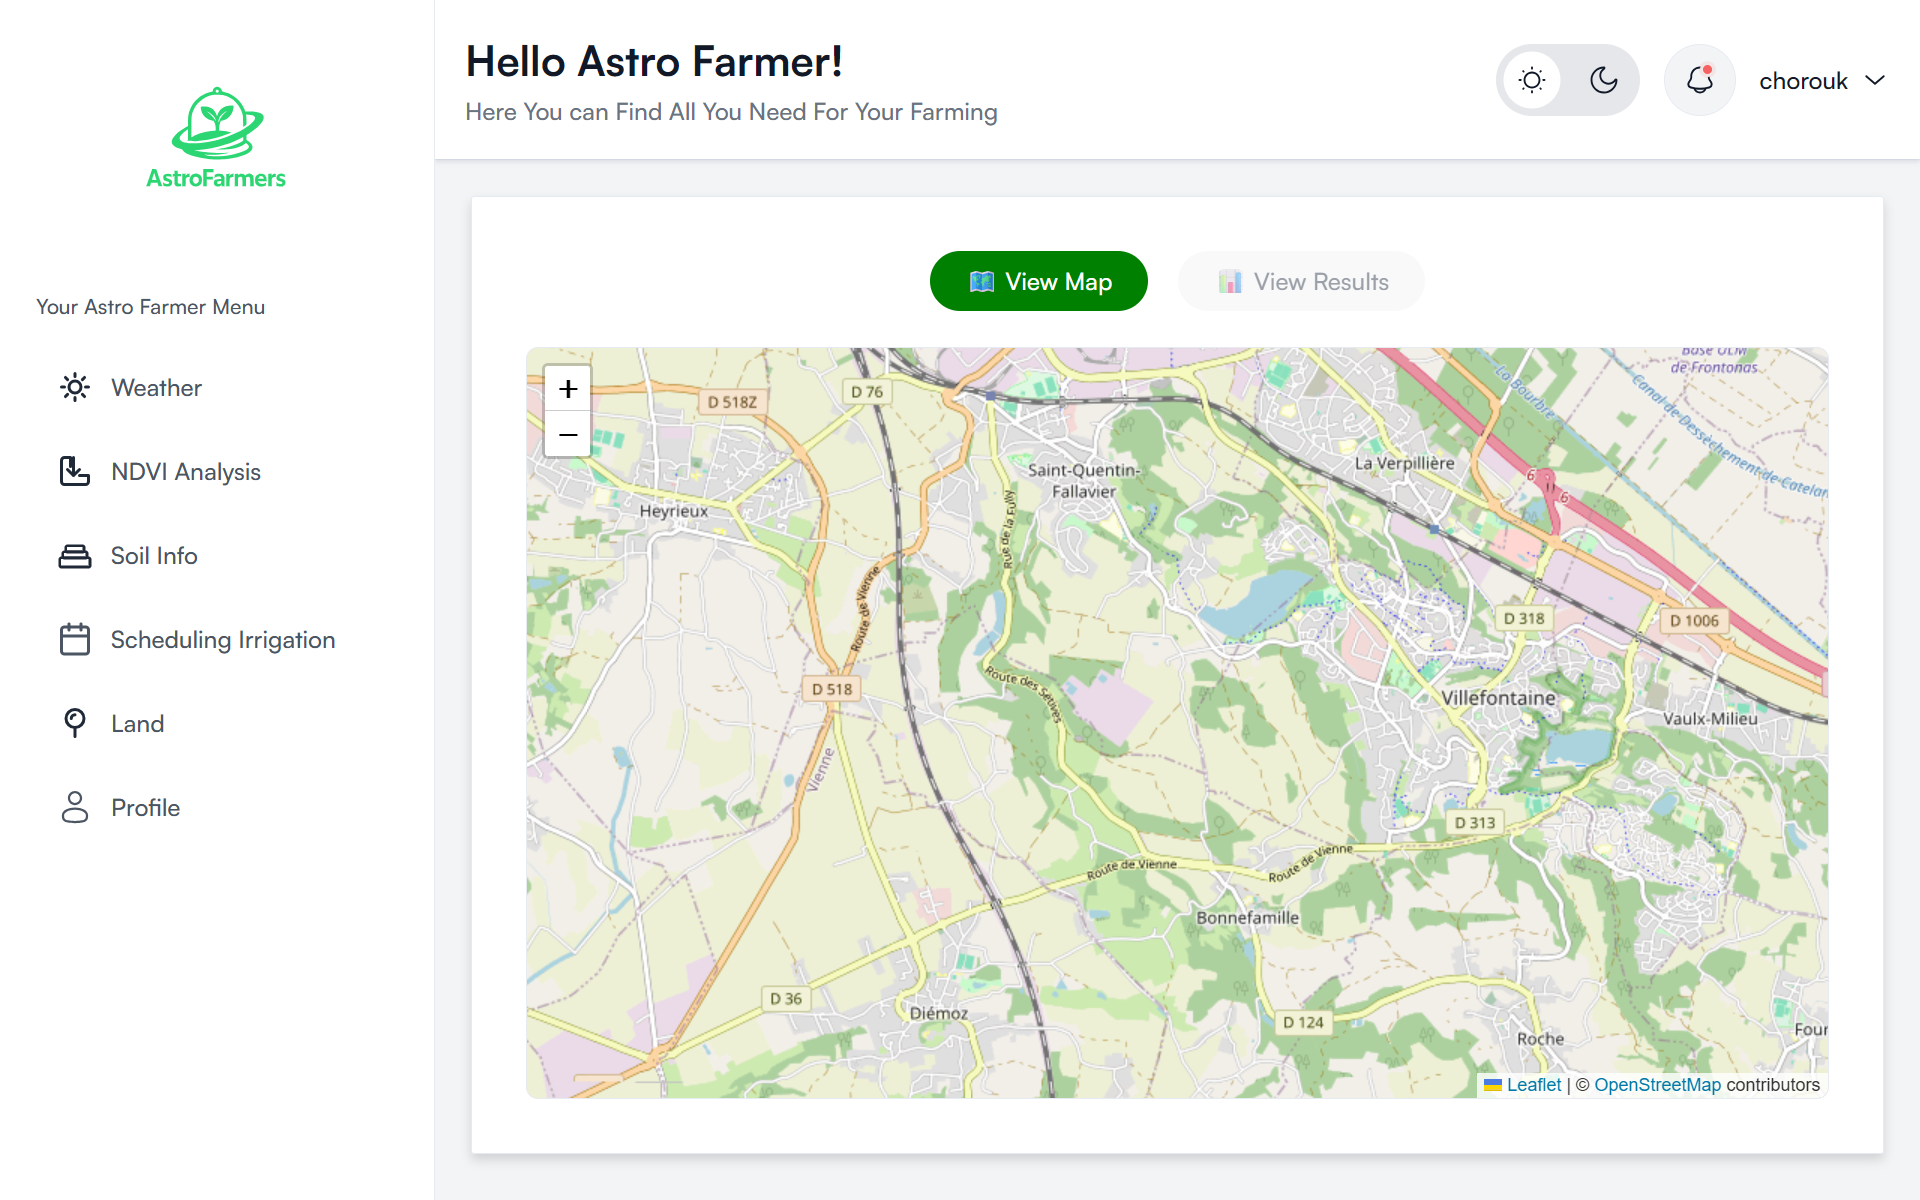 AstroFarmers
Your Astro Farmer Menu
Weather
NDVI Analysis
Soil Info
Scheduling Irrigation
Land
Profile
Hello Astro Farmer!
Here You can Find All You Need For Your Farming
chorouk
View Map
View Results
+
−
Base ULM
de Frontonas
D 518Z
D 76
La Bourbre
Canal de Dessèchement de Catelan
Saint-Quentin-
Fallavier
La Verpillière
6
6
Heyrieux
Rue de la Fully
Route de Vienne
D 318
D 1006
D 518
Route des Sétives
Villefontaine
Vaulx-Milieu
Vienne
D 313
Route de Vienne
Route de Vienne
Bonnefamille
D 36
Diémoz
D 124
Roche
Four
Leaflet | © OpenStreetMap contributors